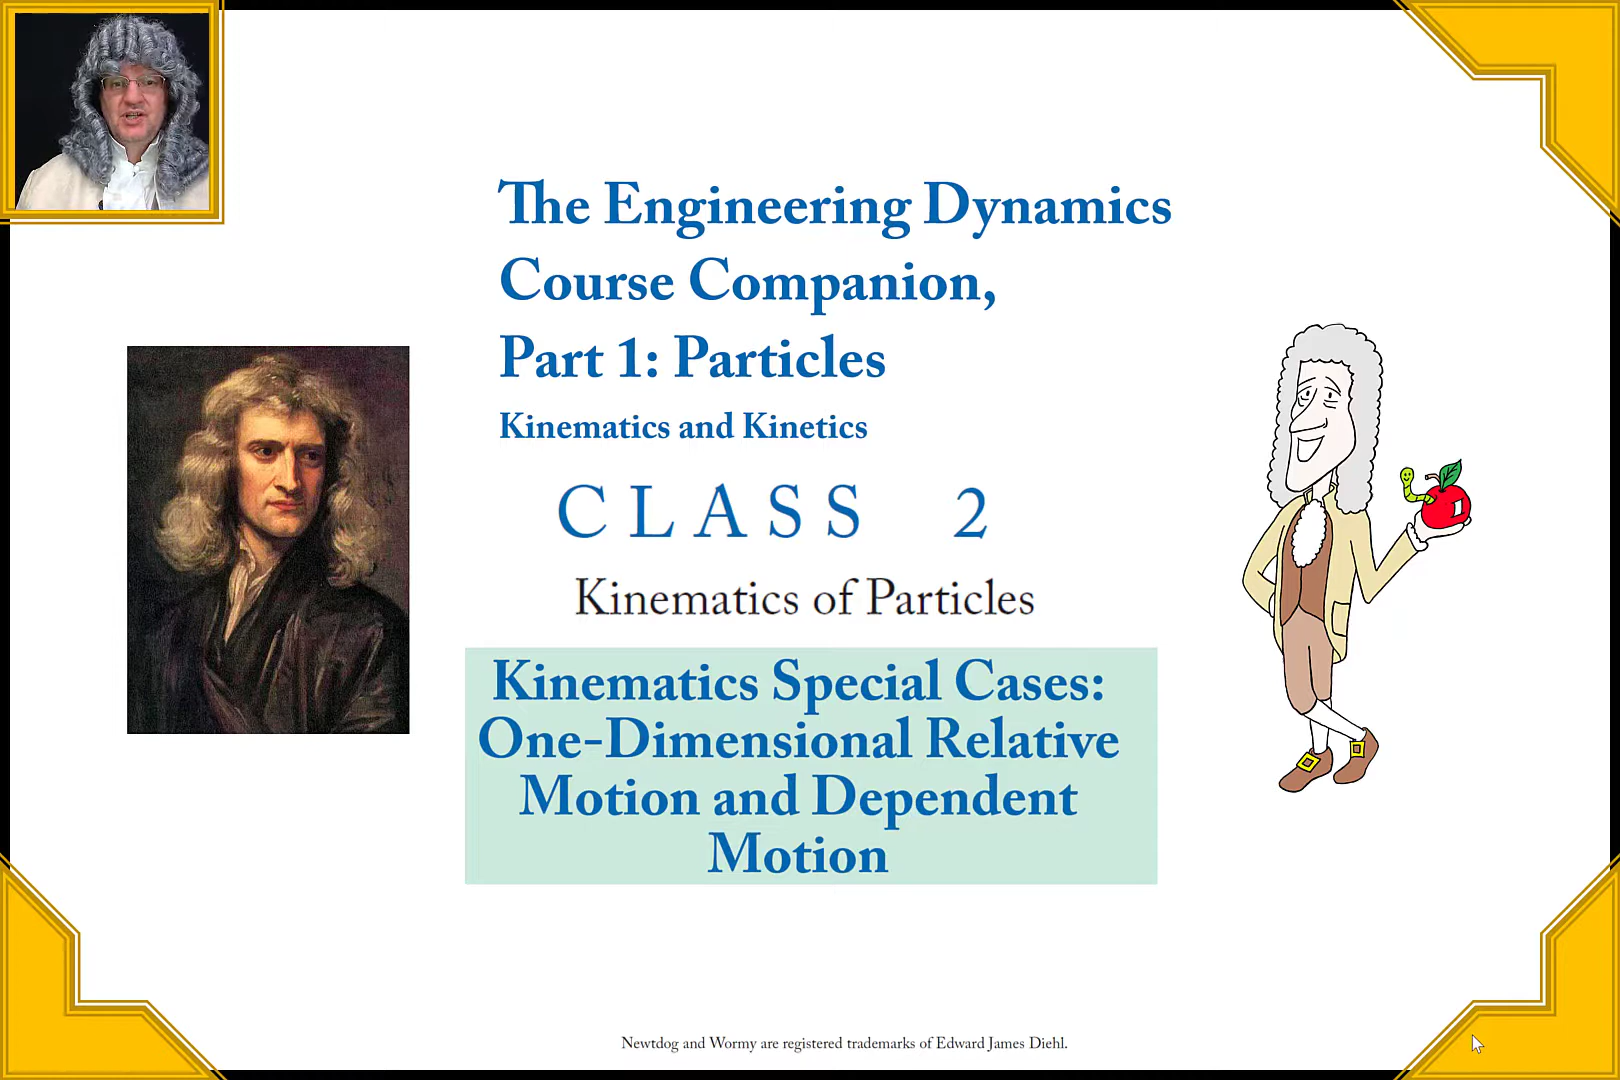 The Engineering Dynamics
Course Companion,
Part 1: Particles
Kinematics and Kinetics
CLASS 2
Kinematics of Particles
Kinematics Special Cases:
One-Dimensional Relative
Motion and Dependent
Motion
Newtdog and Wormy are registered trademarks of Edward James Diehl.